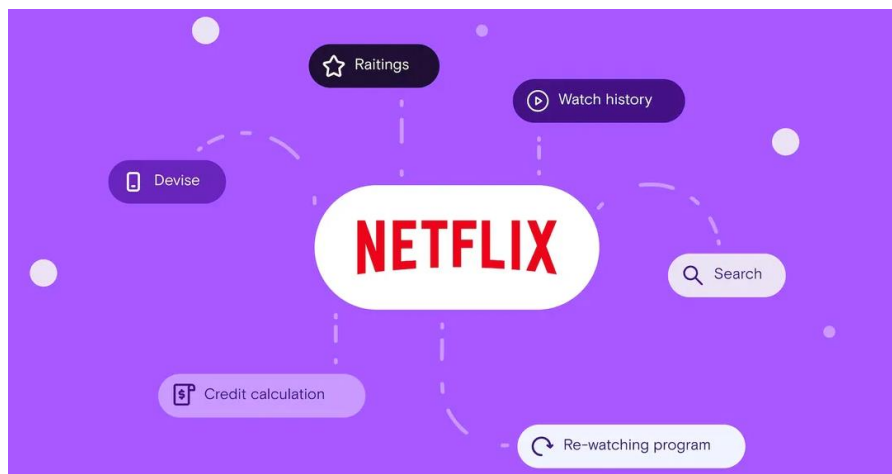 Raitings
Watch history
Devise
NETFLIX
Search
Credit calculation
Re-watching program